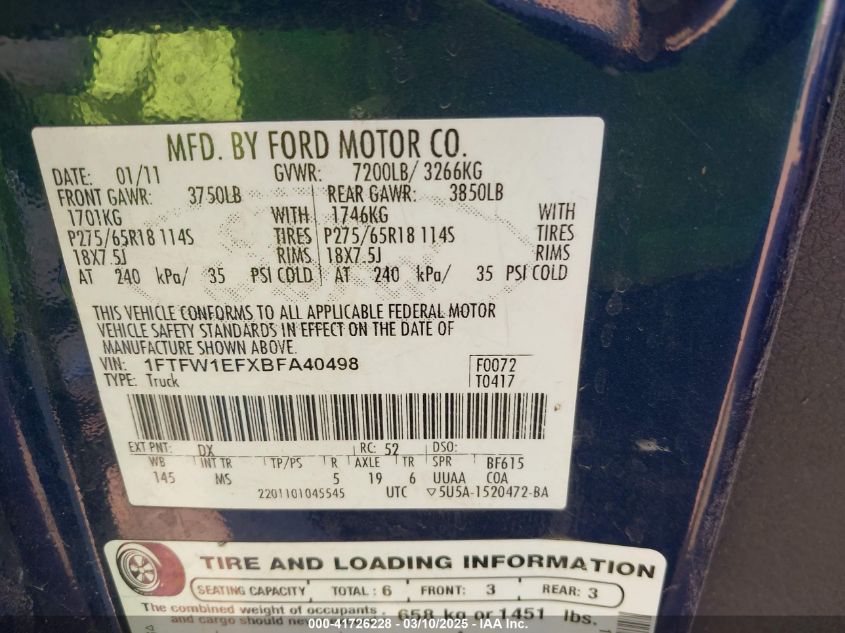 MFD. BY FORD MOTOR CO.
DATE: 01/11 GVWR: 7200LB/ 3266KG
FRONT GAWR: 3750LB REAR GAWR: 3850LB
1701KG WITH 1746KG WITH
P275/65R18 114S TIRES P275/65R18 114S TIRES
18X7.5J RIMS 18X7.5J RIMS
AT 240 kPa/ 35 PSI COLD AT 240 kPa/ 35 PSI COLD
THIS VEHICLE CONFORMS TO ALL APPLICABLE FEDERAL MOTOR
VEHICLE SAFETY STANDARDS IN EFFECT ON THE DATE OF
MANUFACTURE SHOWN ABOVE.
VIN: 1FTFW1EFXBFA40498 F0072
TYPE: Truck T0417
EXT PNT: DX RC: 52 DSO:
WB INT TR TP/PS R AXLE TR SPR BF615
145 MS 5 19 6 UUAA COA
2201101045545 UTC ▽5U5A-1520472-BA
TIRE AND LOADING INFORMATION
SEATING CAPACITY TOTAL: 6 FRONT: 3 REAR: 3
The combined weight of occupants
and cargo should never 658 kg or 1451 lbs.
000-41726228 - 03/10/2025 - IAA Inc.